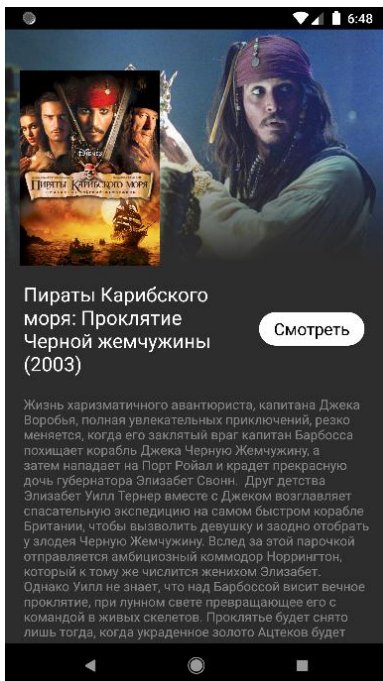 6:48
Disney
ПИРАТЫ КАРИБСКОГО МОРЯ
Пираты Карибского
моря: Проклятие
Черной жемчужины
(2003)
Смотреть
Жизнь харизматичного авантюриста, капитана Джека
Воробья, полная увлекательных приключений, резко
меняется, когда его заклятый враг капитан Барбосса
похищает корабль Джека Черную Жемчужину, а
затем нападает на Порт Ройал и крадет прекрасную
дочь губернатора Элизабет Свонн.  Друг детства
Элизабет Уилл Тернер вместе с Джеком возглавляет
спасательную экспедицию на самом быстром корабле
Британии, чтобы вызволить девушку и заодно отобрать
у злодея Черную Жемчужину. Вслед за этой парочкой
отправляется амбициозный коммодор Норрингтон,
который к тому же числится женихом Элизабет.
Однако Уилл не знает, что над Барбоссой висит вечное
проклятие, при лунном свете превращающее его с
командой в живых скелетов. Проклятье будет снято
лишь тогда, когда украденное золото Ацтеков будет